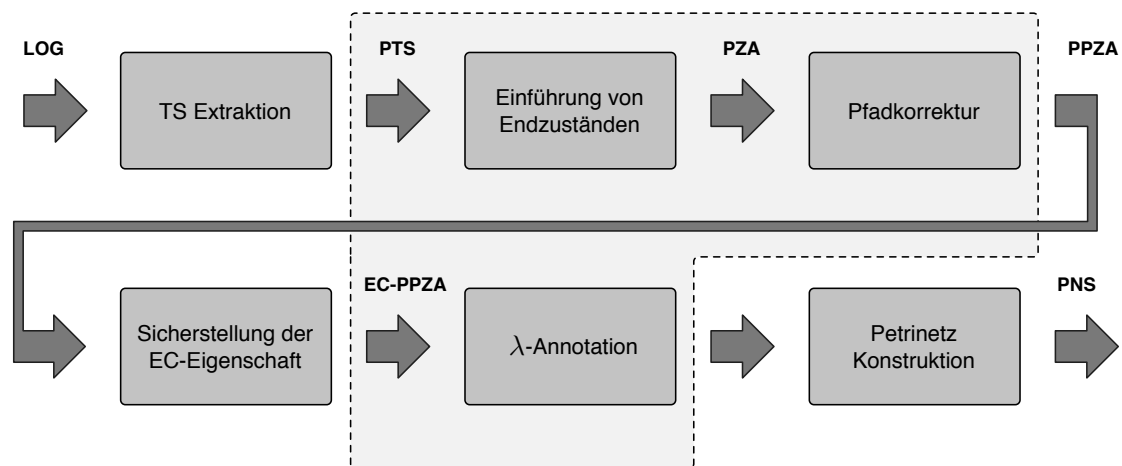 LOG
PTS
PZA
PPZA
TS Extraktion
Einführung von
Endzuständen
Pfadkorrektur
EC-PPZA
PNS
Sicherstellung der
EC-Eigenschaft
λ-Annotation
Petrinetz
Konstruktion